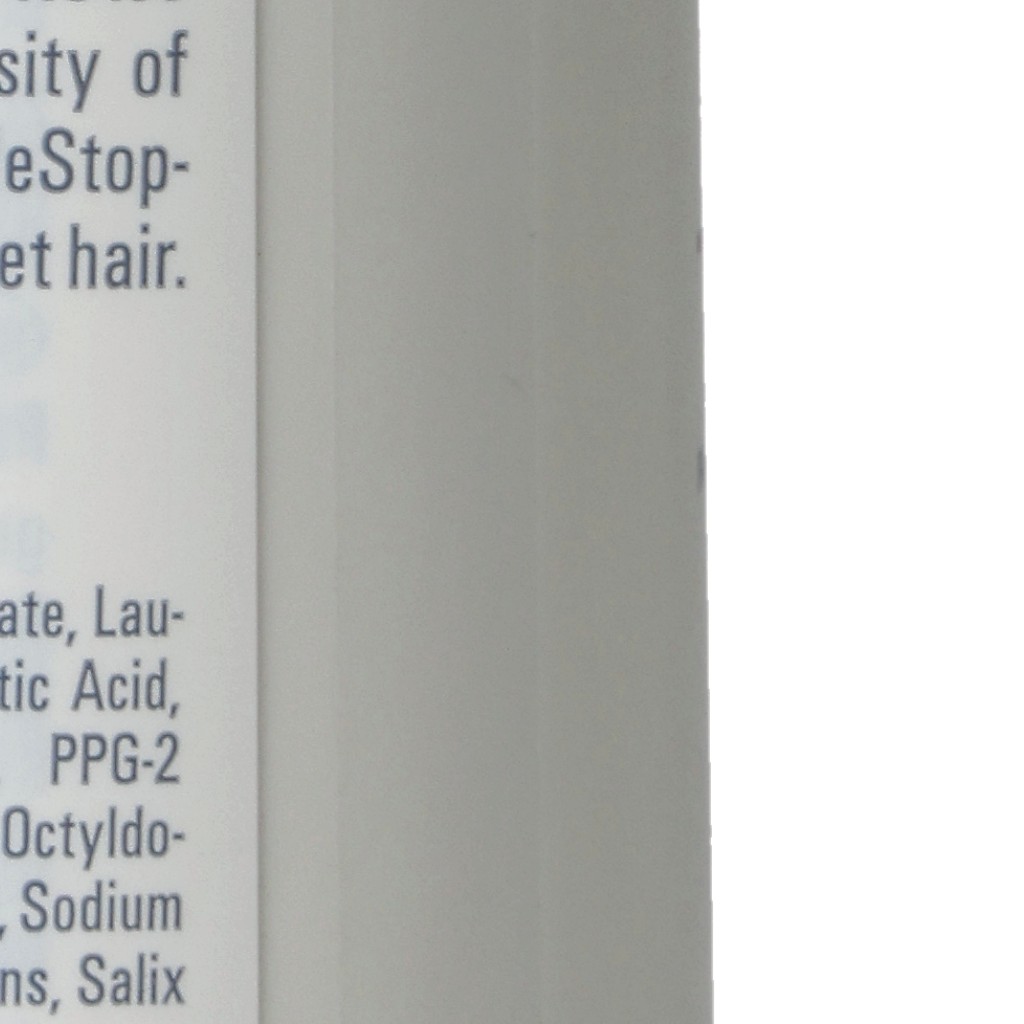 sity of
eStop-
et hair.
ate, Lau-
tic Acid,
PPG-2
Octyldo-
, Sodium
ns, Salix